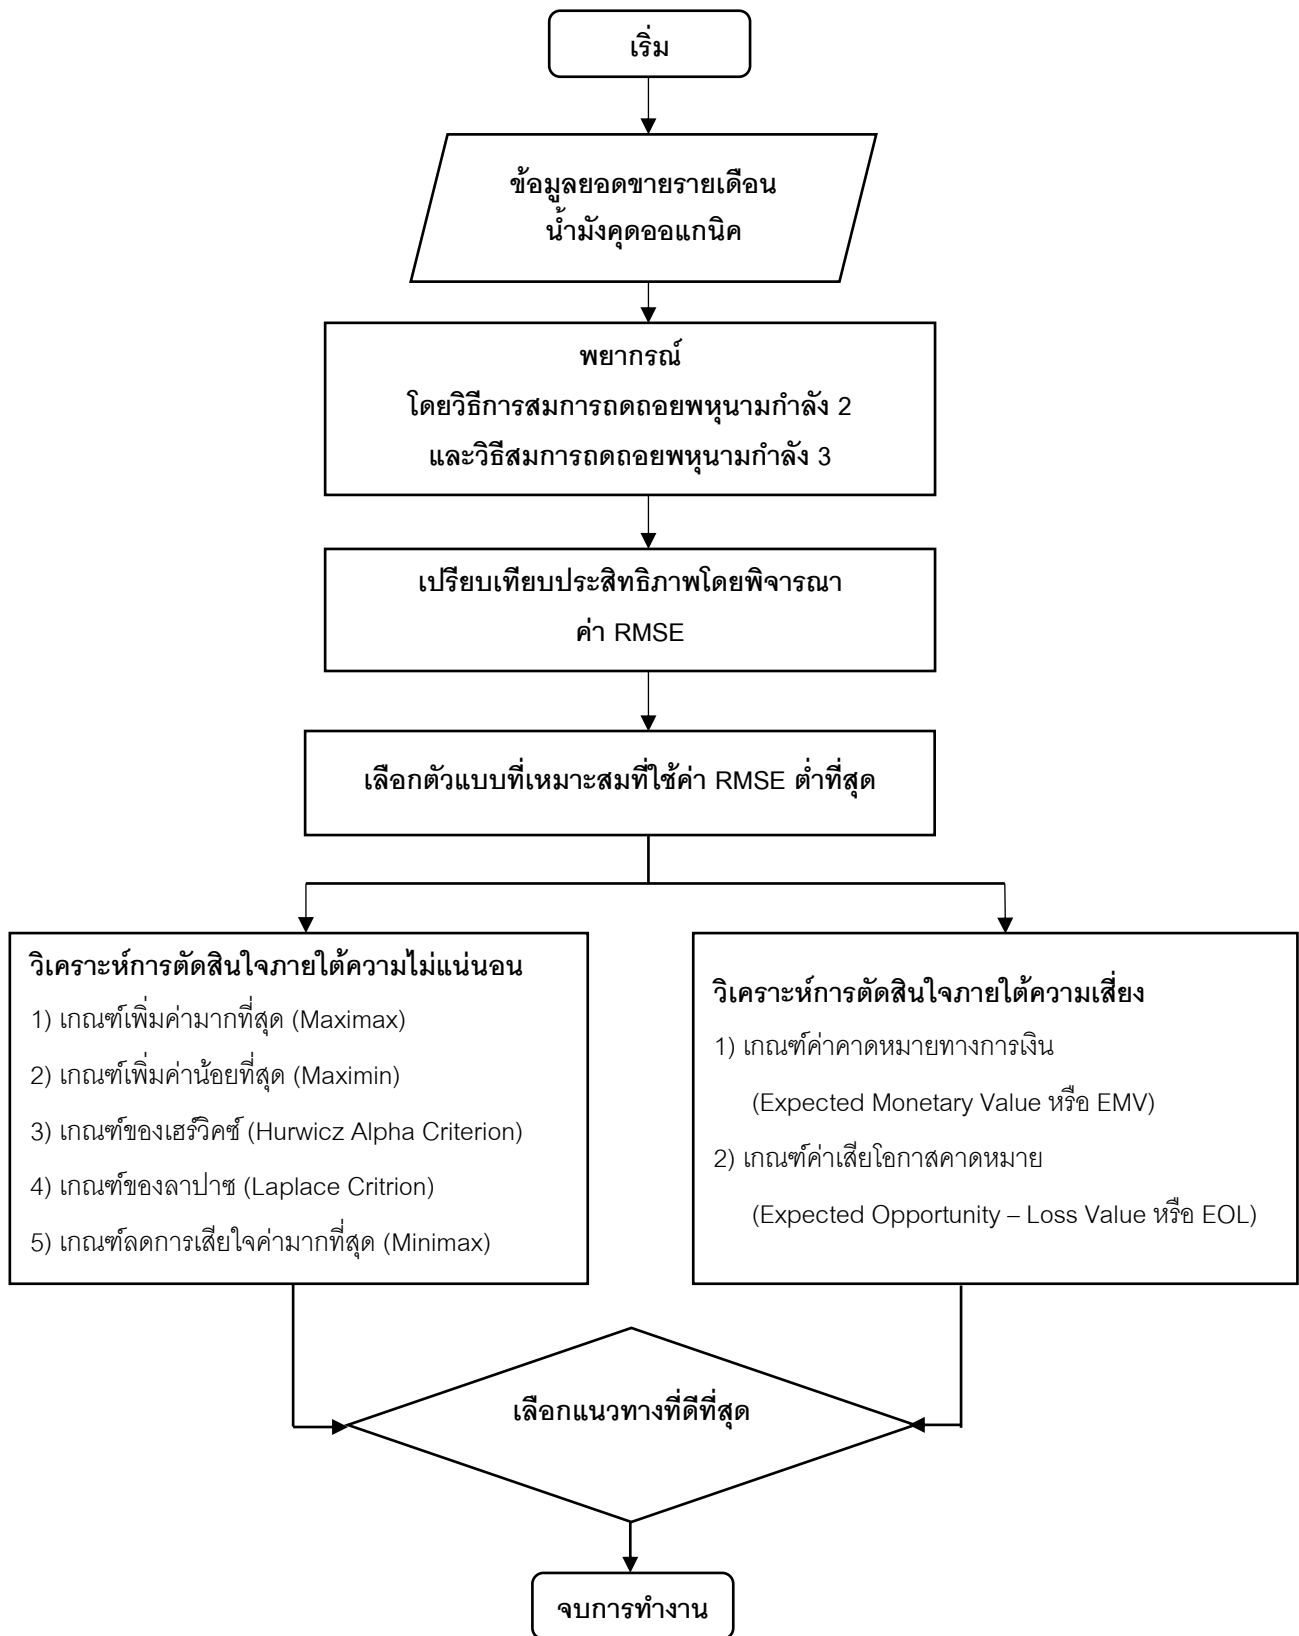 เริ่ม
ข้อมูลยอดขายรายเดือน
น้ำมังคุดออแกนิค
พยากรณ์
โดยวิธีการสมการถดถอยพหุนามกำลัง 2
และวิธีสมการถดถอยพหุนามกำลัง 3
เปรียบเทียบประสิทธิภาพโดยพิจารณา
ค่า RMSE
เลือกตัวแบบที่เหมาะสมที่ใช้ค่า RMSE ต่ำที่สุด
วิเคราะห์การตัดสินใจภายใต้ความไม่แน่นอน
1) เกณฑ์เพิ่มค่ามากที่สุด (Maximax)
2) เกณฑ์เพิ่มค่าน้อยที่สุด (Maximin)
3) เกณฑ์ของเฮร์วิคซ์ (Hurwicz Alpha Criterion)
4) เกณฑ์ของลาปาซ (Laplace Critrion)
5) เกณฑ์ลดการเสียใจค่ามากที่สุด (Minimax)
วิเคราะห์การตัดสินใจภายใต้ความเสี่ยง
1) เกณฑ์ค่าคาดหมายทางการเงิน
(Expected Monetary Value หรือ EMV)
2) เกณฑ์ค่าเสียโอกาสคาดหมาย
(Expected Opportunity – Loss Value หรือ EOL)
เลือกแนวทางที่ดีที่สุด
จบการทำงาน